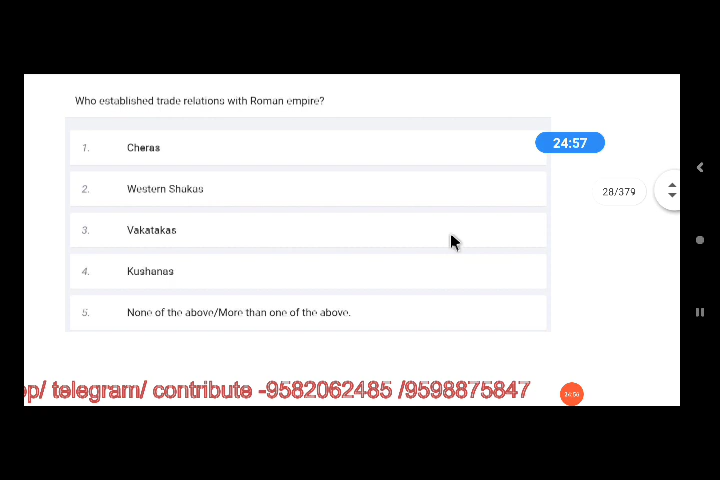 Who established trade relations with Roman empire?
1. Cheras
24:57
2. Western Shakas
28/379
3. Vakatakas
4. Kushanas
5. None of the above/More than one of the above.
p/ telegram/ contribute -9582062485 /9598875847